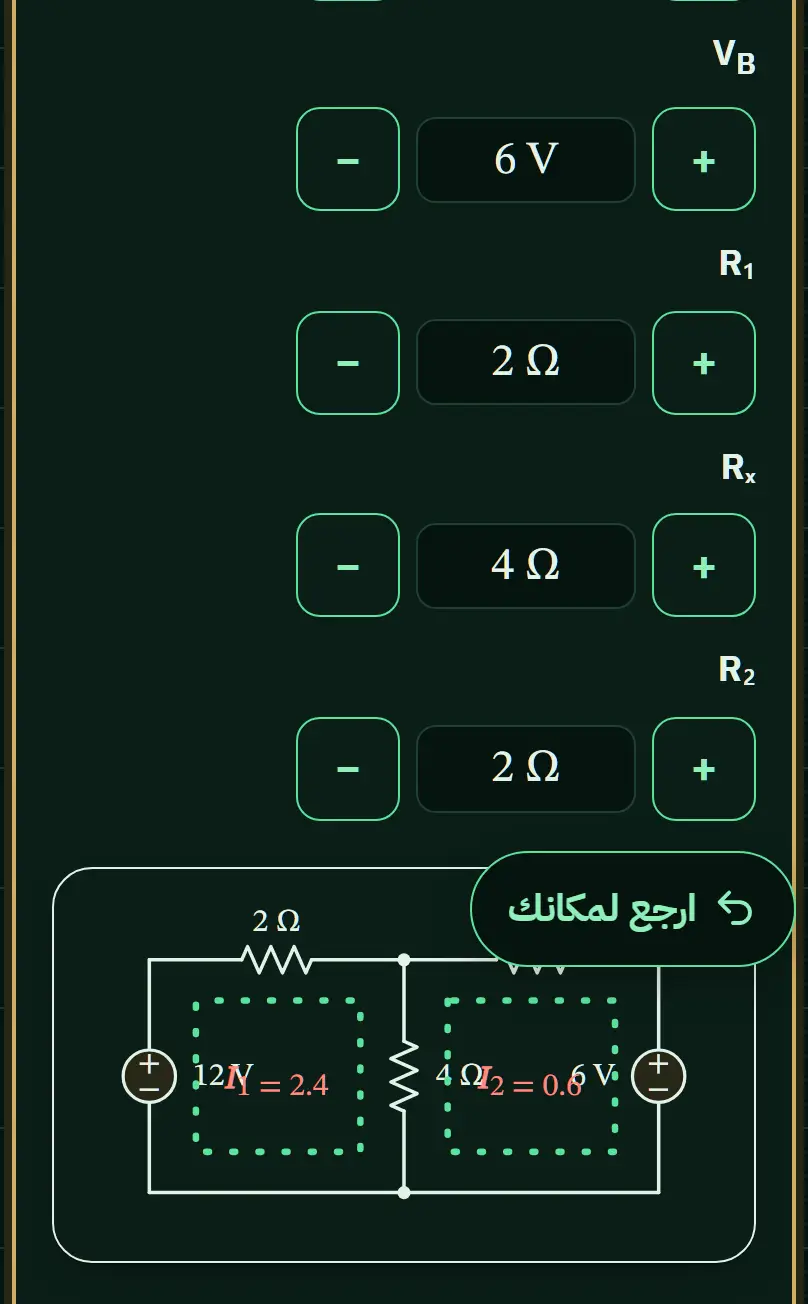 V_B
− 6 V +
R₁
− 2 Ω +
Rₓ
− 4 Ω +
R₂
− 2 Ω +
ارجع لمكانك
2 Ω
12 V I₁ = 2.4 4 Ω I₂ = 0.6 6 V